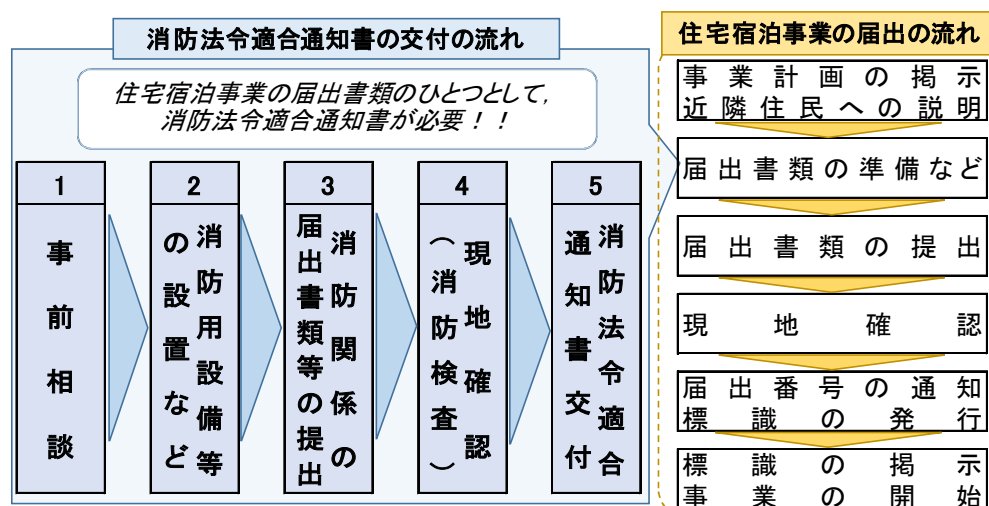 消防法令適合通知書の交付の流れ
住宅宿泊事業の届出書類のひとつとして,
消防法令適合通知書が必要！！
1
事前相談
2
消防用設備等
の設置など
3
消防関係の
届出書類等の提出
4
現地確認
（消防検査）
5
消防法令適合
通知書交付
住宅宿泊事業の届出の流れ
事業計画の掲示
近隣住民への説明
届出書類の準備など
届出書類の提出
現地確認
届出番号の通知
標識の発行
標識の掲示
事業の開始